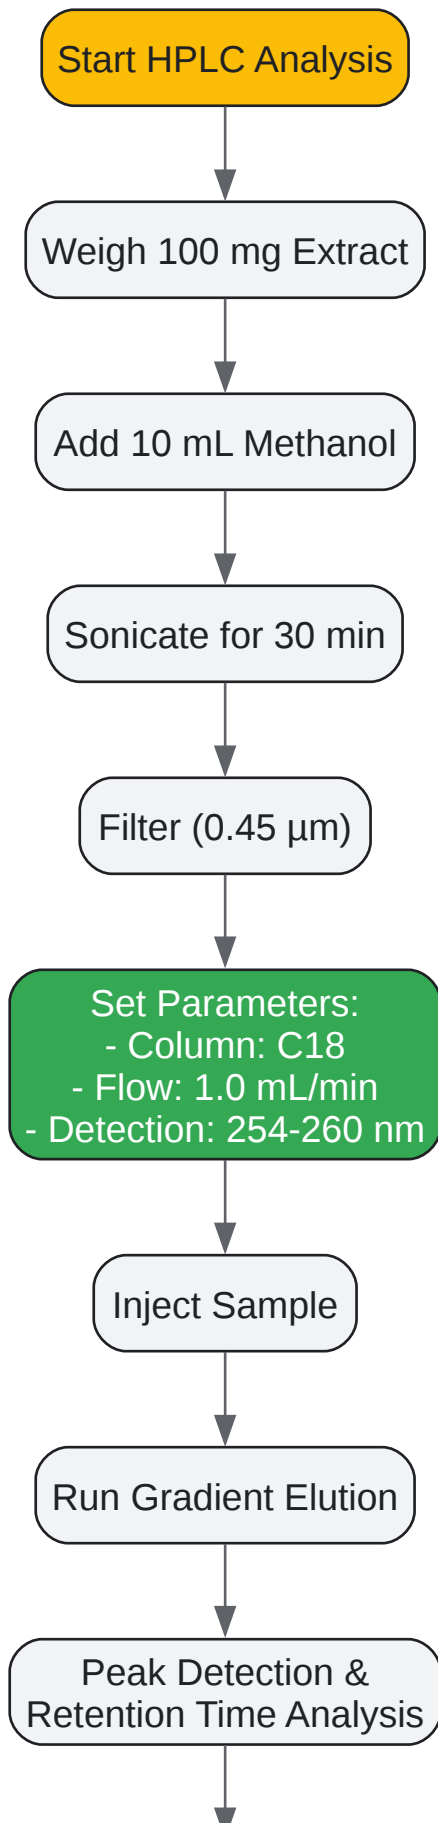 Start HPLC Analysis
Weigh 100 mg Extract
Add 10 mL Methanol
Sonicate for 30 min
Filter (0.45 µm)
Set Parameters:
- Column: C18
- Flow: 1.0 mL/min
- Detection: 254-260 nm
Inject Sample
Run Gradient Elution
Peak Detection &
Retention Time Analysis